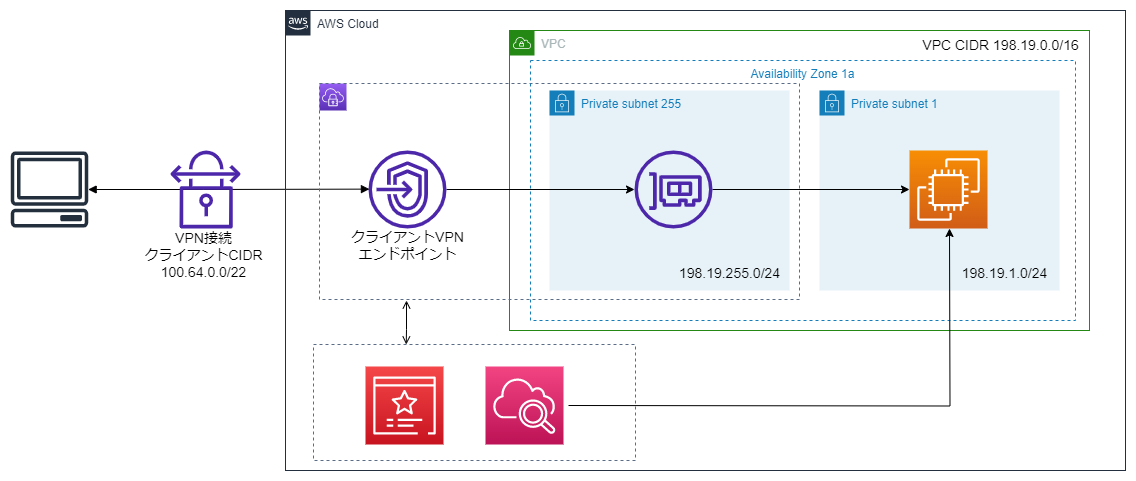 aws
AWS Cloud
VPC
VPC CIDR 198.19.0.0/16
Availability Zone 1a
Private subnet 255
Private subnet 1
VPN接続
クライアントCIDR
100.64.0.0/22
クライアントVPN
エンドポイント
198.19.255.0/24
198.19.1.0/24